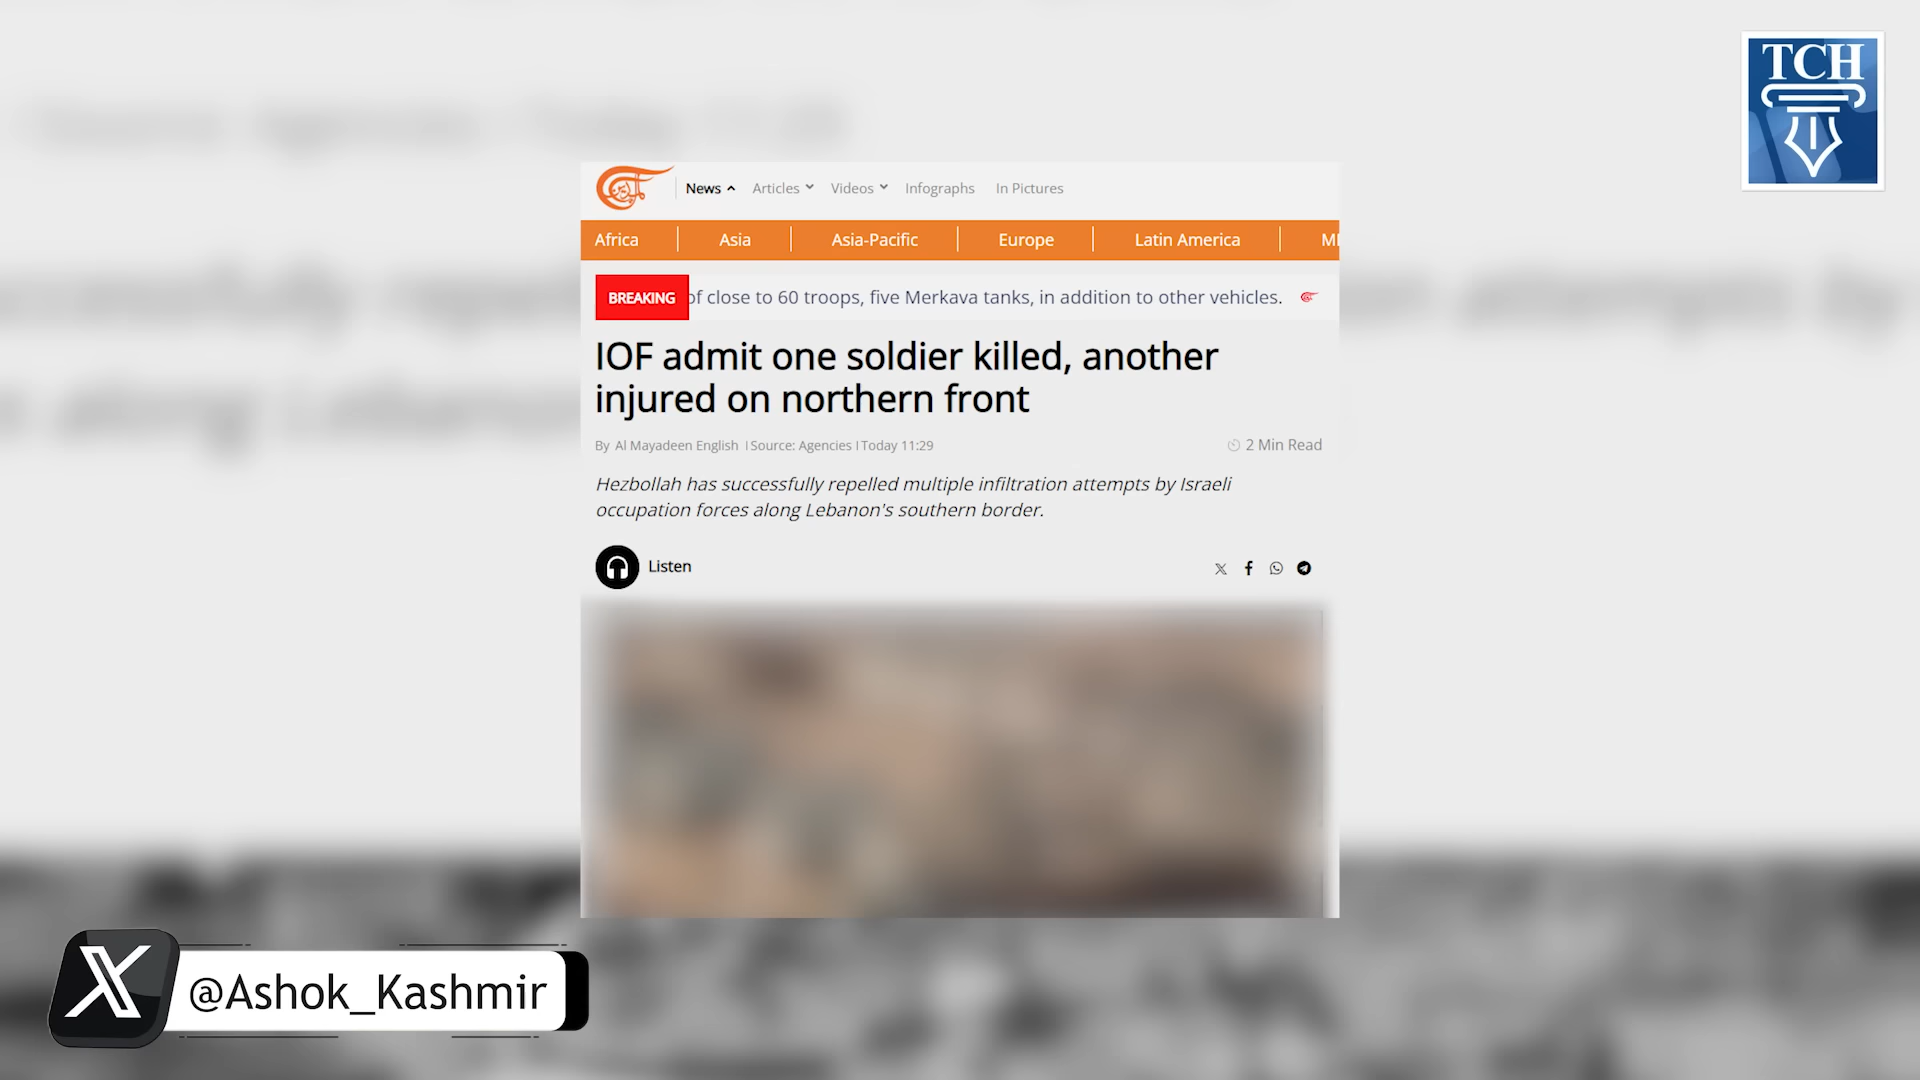 TCH
News Articles Videos Infographs In Pictures
Africa Asia Asia-Pacific Europe Latin America
BREAKING of close to 60 troops, five Merkava tanks, in addition to other vehicles.
IOF admit one soldier killed, another
injured on northern front
By Al Mayadeen English | Source: Agencies | Today 11:29 2 Min Read
Hezbollah has successfully repelled multiple infiltration attempts by Israeli
occupation forces along Lebanon's southern border.
Listen
@Ashok_Kashmir